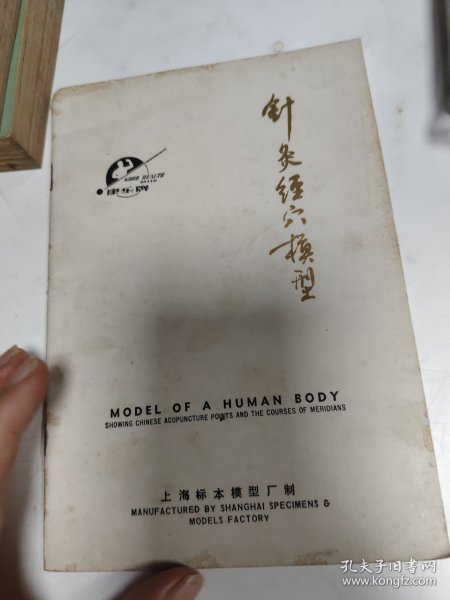 針灸经穴模型
GOOD HEALTH
BRAND
康乐牌
MODEL OF A HUMAN BODY
SHOWING CHINESE ACUPUNCTURE POINTS AND THE COURSES OF MERIDIANS
上海标本模型厂制
MANUFACTURED BY SHANGHAI SPECIMENS &
MODELS FACTORY
孔夫子旧书网
www.kongfz.com